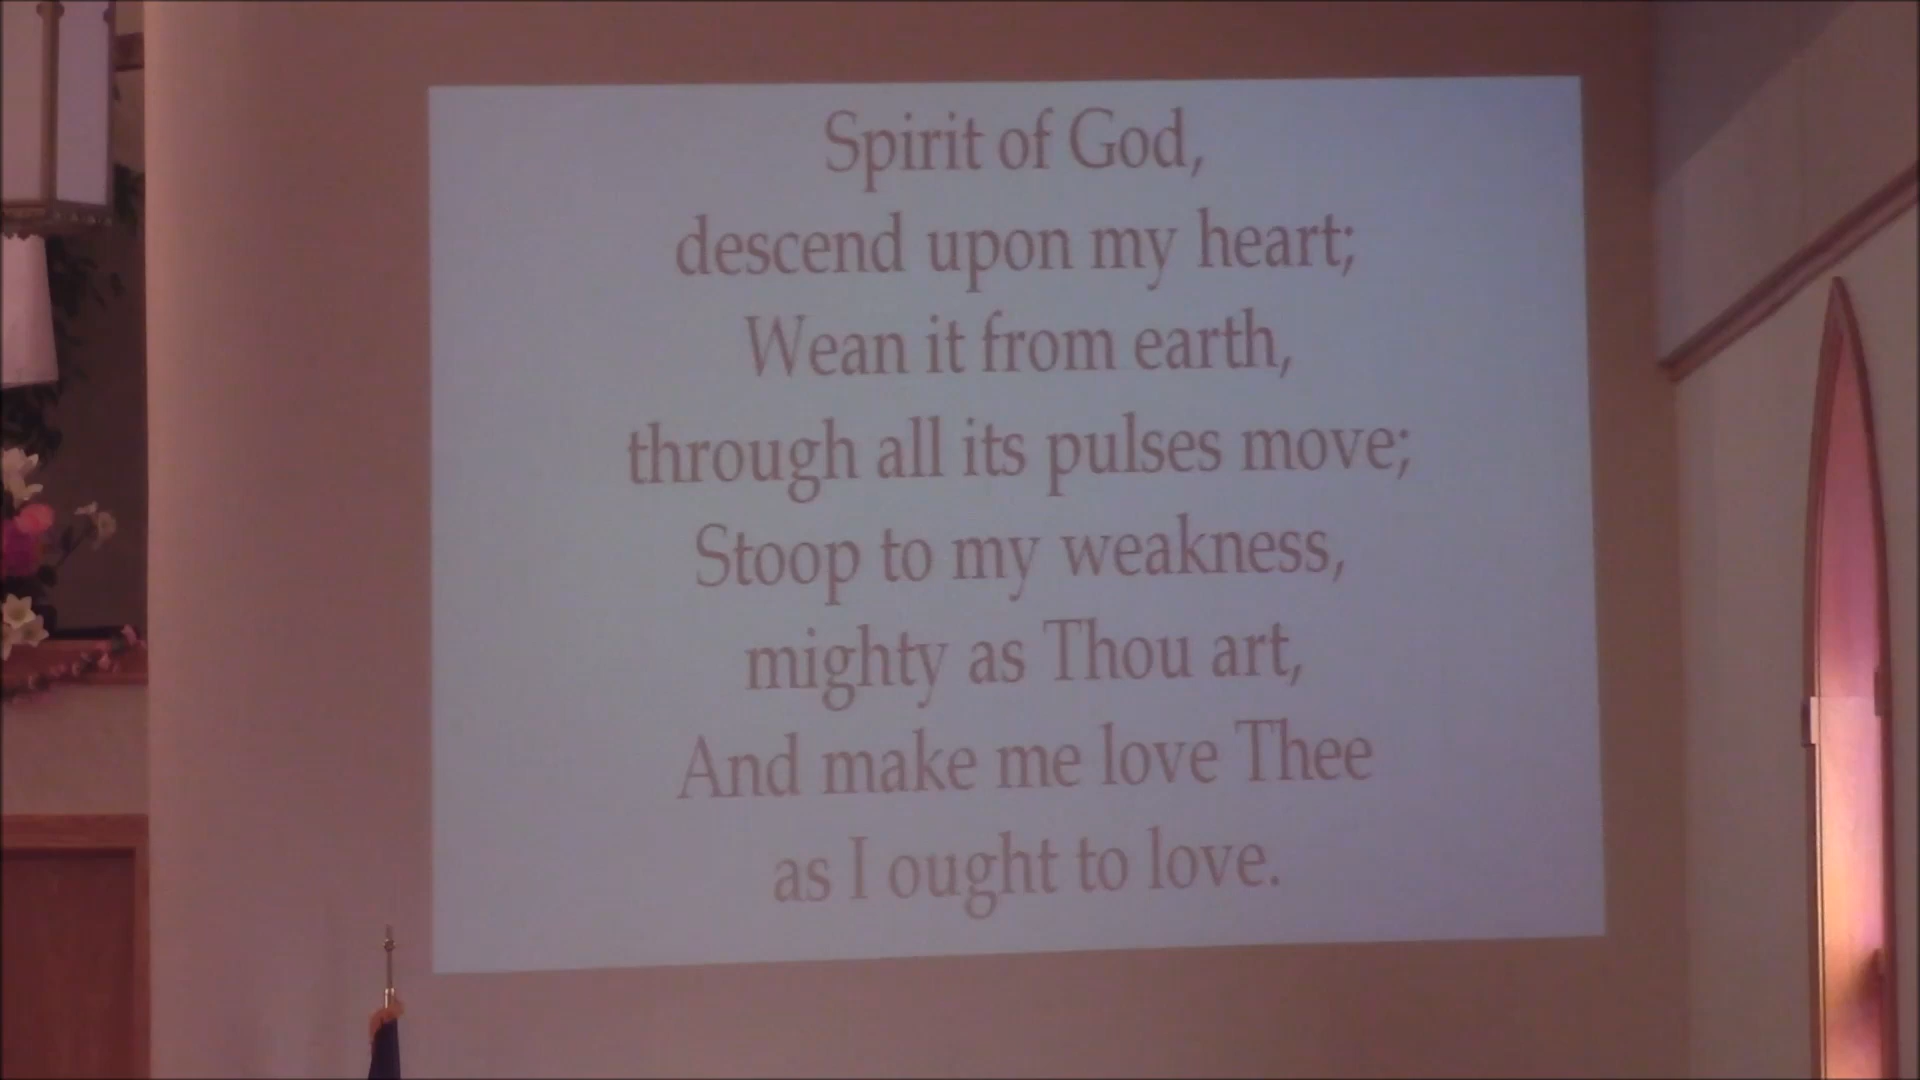 Spirit of God,
descend upon my heart;
Wean it from earth,
through all its pulses move;
Stoop to my weakness,
mighty as Thou art,
And make me love Thee
as I ought to love.